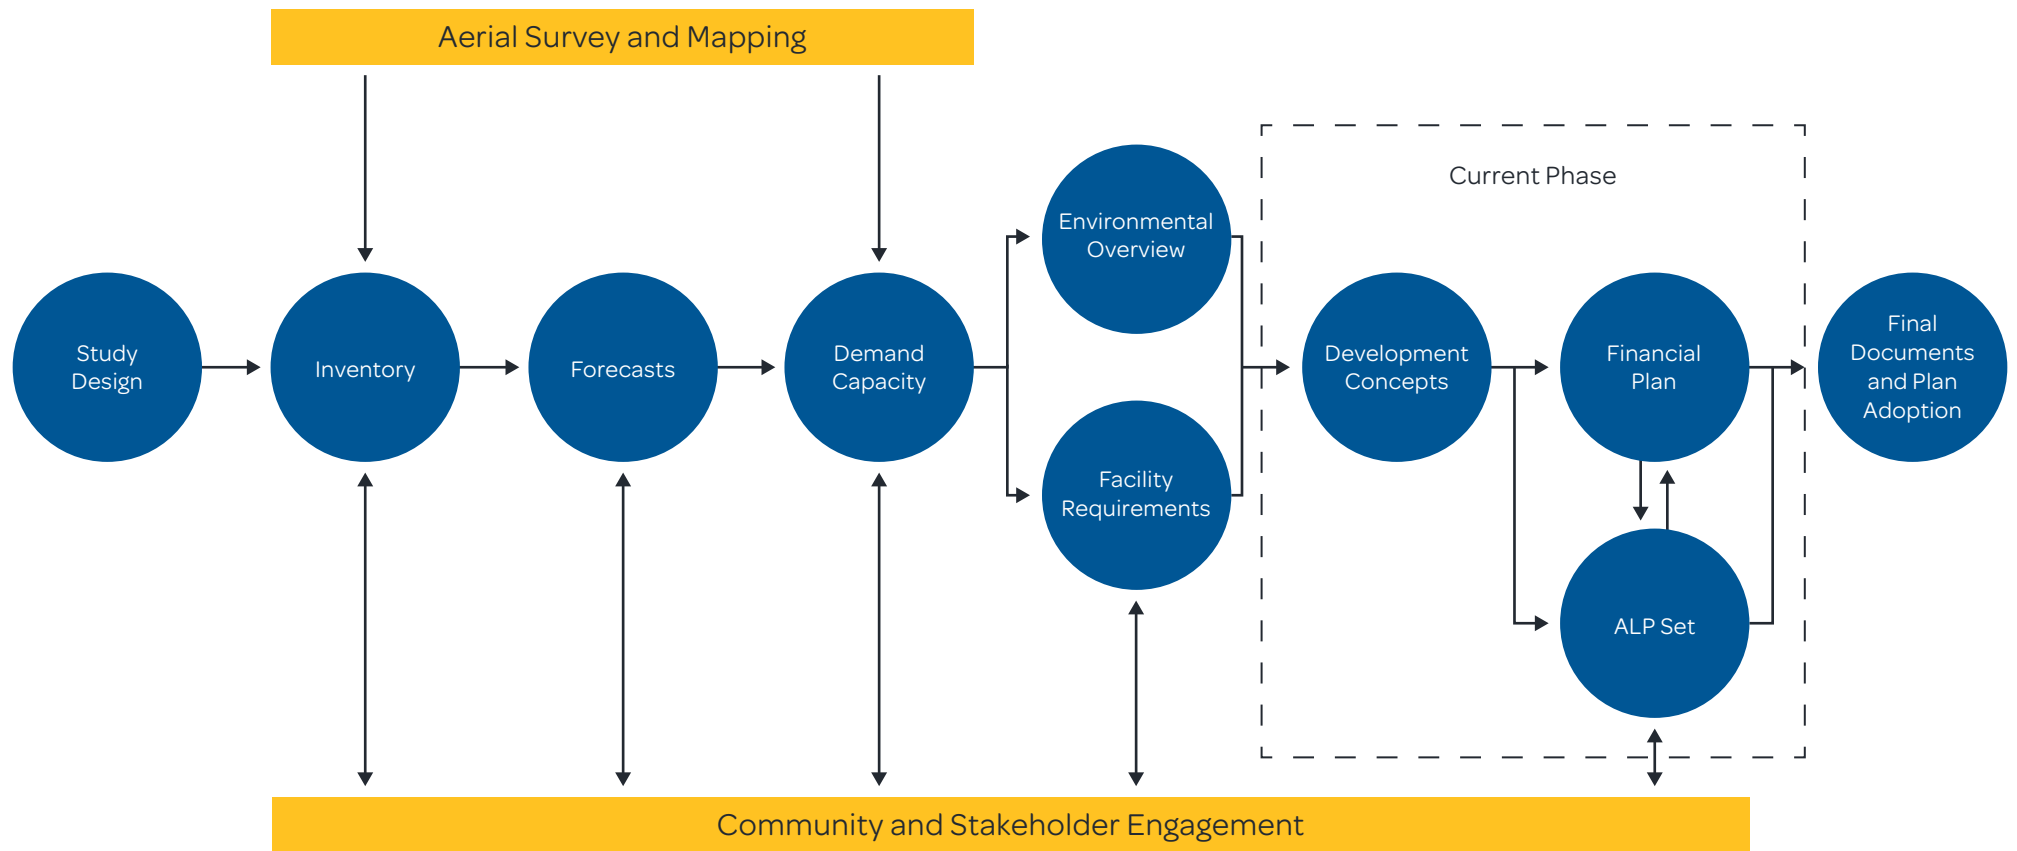 Aerial Survey and Mapping
Current Phase
Study
Design
Inventory
Forecasts
Demand
Capacity
Environmental
Overview
Facility
Requirements
Development
Concepts
Financial
Plan
ALP Set
Final
Documents
and Plan
Adoption
Community and Stakeholder Engagement